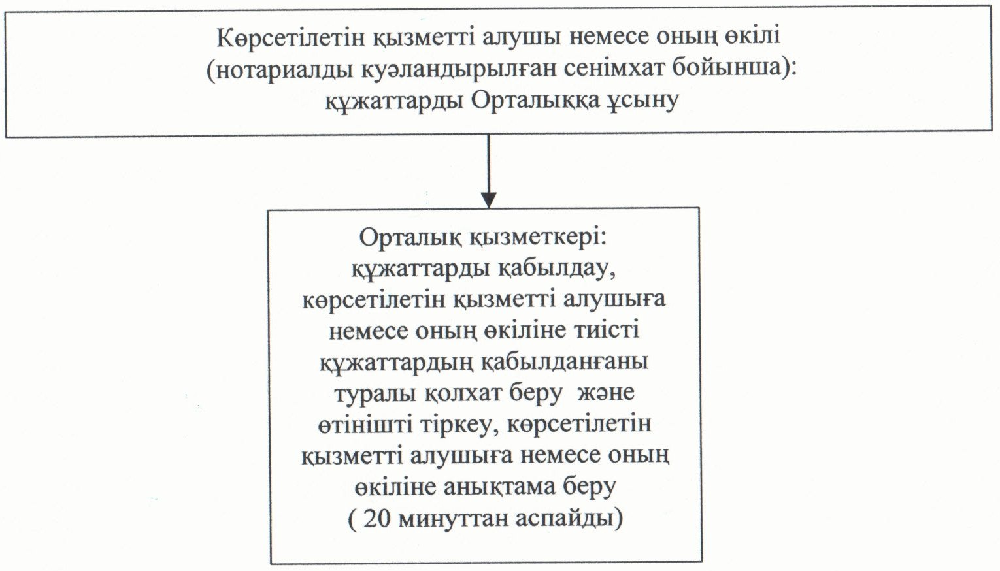 Көрсетілетін қызметті алушы немесе оның өкілі
(нотариалды куәландырылған сенімхат бойынша):
құжаттарды Орталыққа ұсыну
Орталық қызметкері:
құжаттарды қабылдау,
көрсетілетін қызметті алушыға
немесе оның өкіліне тиісті
құжаттардың қабылданғаны
туралы қолхат беру  және
өтінішті тіркеу, көрсетілетін
қызметті алушыға немесе оның
өкіліне анықтама беру
( 20 минуттан аспайды)